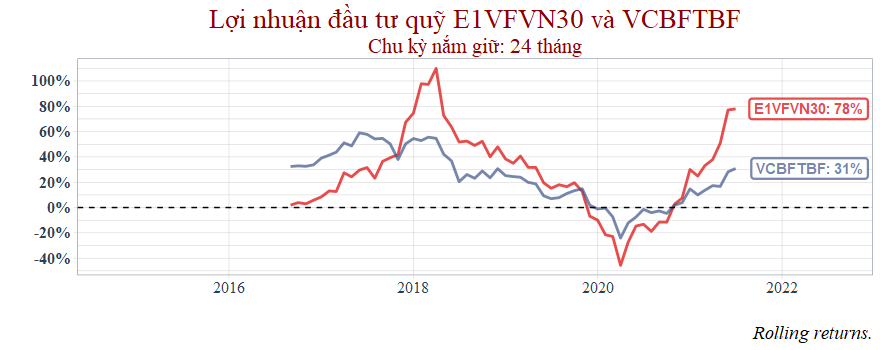 Lợi nhuận đầu tư quỹ E1VFVN30 và VCBFTBF
Chu kỳ nắm giữ: 24 tháng
100%
80%
60%
40%
20%
0%
-20%
-40%
E1VFVN30: 78%
VCBFTBF: 31%
2016
2018
2020
2022
Rolling returns.